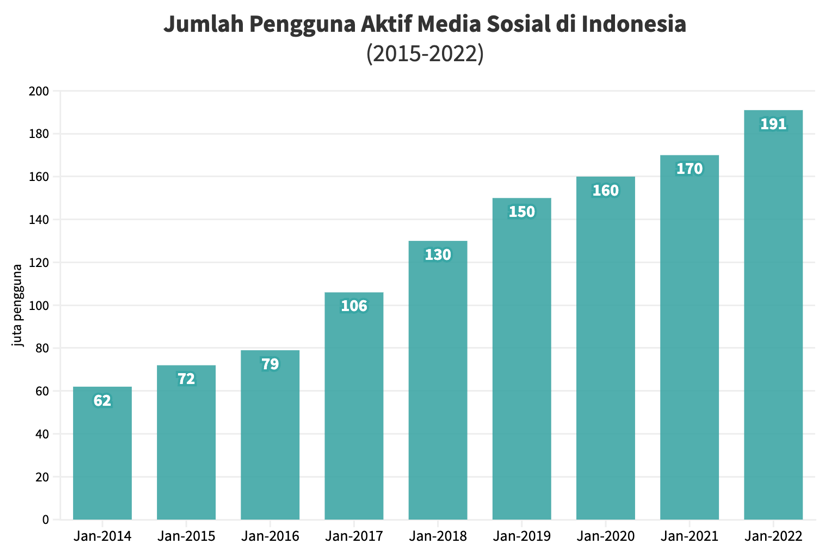 Jumlah Pengguna Aktif Media Sosial di Indonesia
(2015-2022)
juta pengguna
200
180
160
140
120
100
80
60
40
20
0
62
72
79
106
130
150
160
170
191
Jan-2014
Jan-2015
Jan-2016
Jan-2017
Jan-2018
Jan-2019
Jan-2020
Jan-2021
Jan-2022